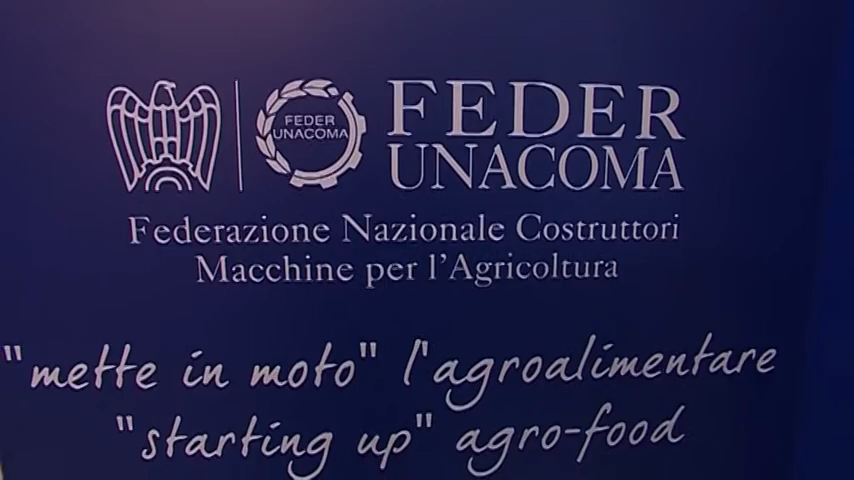 FEDER
UNACOMA
FEDER
UNACOMA
Federazione Nazionale Costruttori
Macchine per l'Agricoltura
"mette in moto" l'agroalimentare
"starting up" agro-food